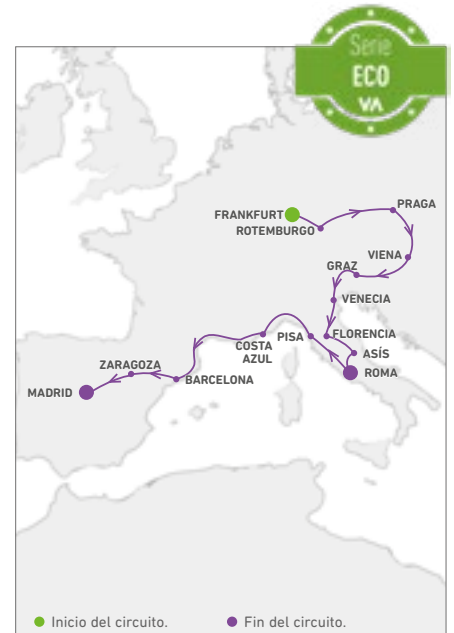 Serie
ECO
VA
PRAGA
FRANKFURT
ROTEMBURGO
VIENA
GRAZ
VENECIA
FLORENCIA
PISA
COSTA
AZUL
ASÍS
ZARAGOZA
ROMA
BARCELONA
MADRID
Inicio del circuito.
Fin del circuito.